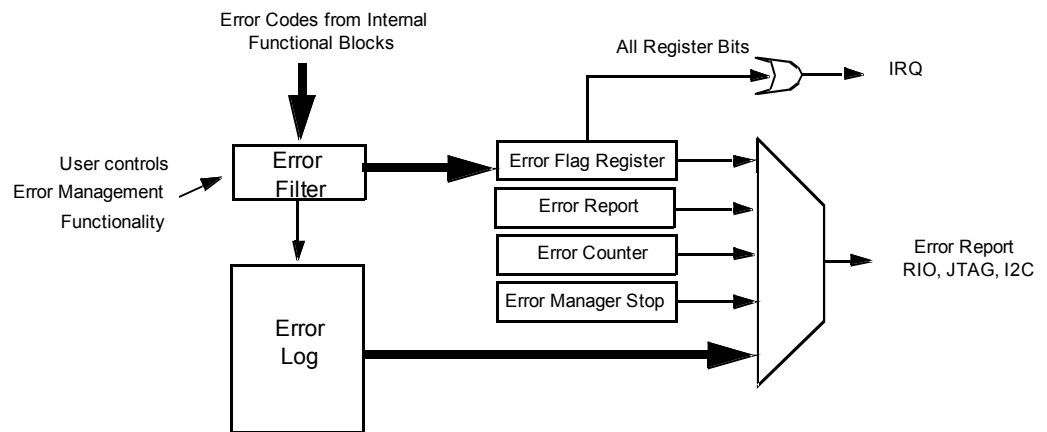 Error Codes from Internal
Functional Blocks
All Register Bits
IRQ
User controls
Error Management
Functionality
Error
Filter
Error Flag Register
Error Report
Error Counter
Error Manager Stop
Error Report
RIO, JTAG, I2C
Error
Log